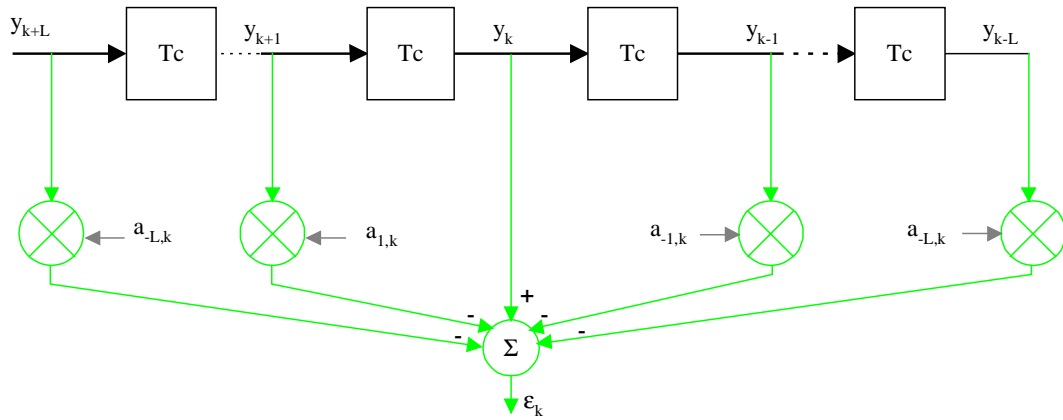 y_{k+L} y_{k+1} y_k y_{k-1} y_{k-L}
Tc Tc Tc Tc
a_{-L,k} a_{1,k} a_{-1,k} a_{-L,k}
+
- - - -
Σ
ε_k